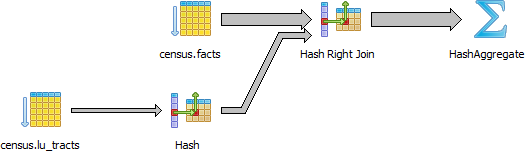 census.facts
Hash Right Join
HashAggregate
census.lu_tracts
Hash